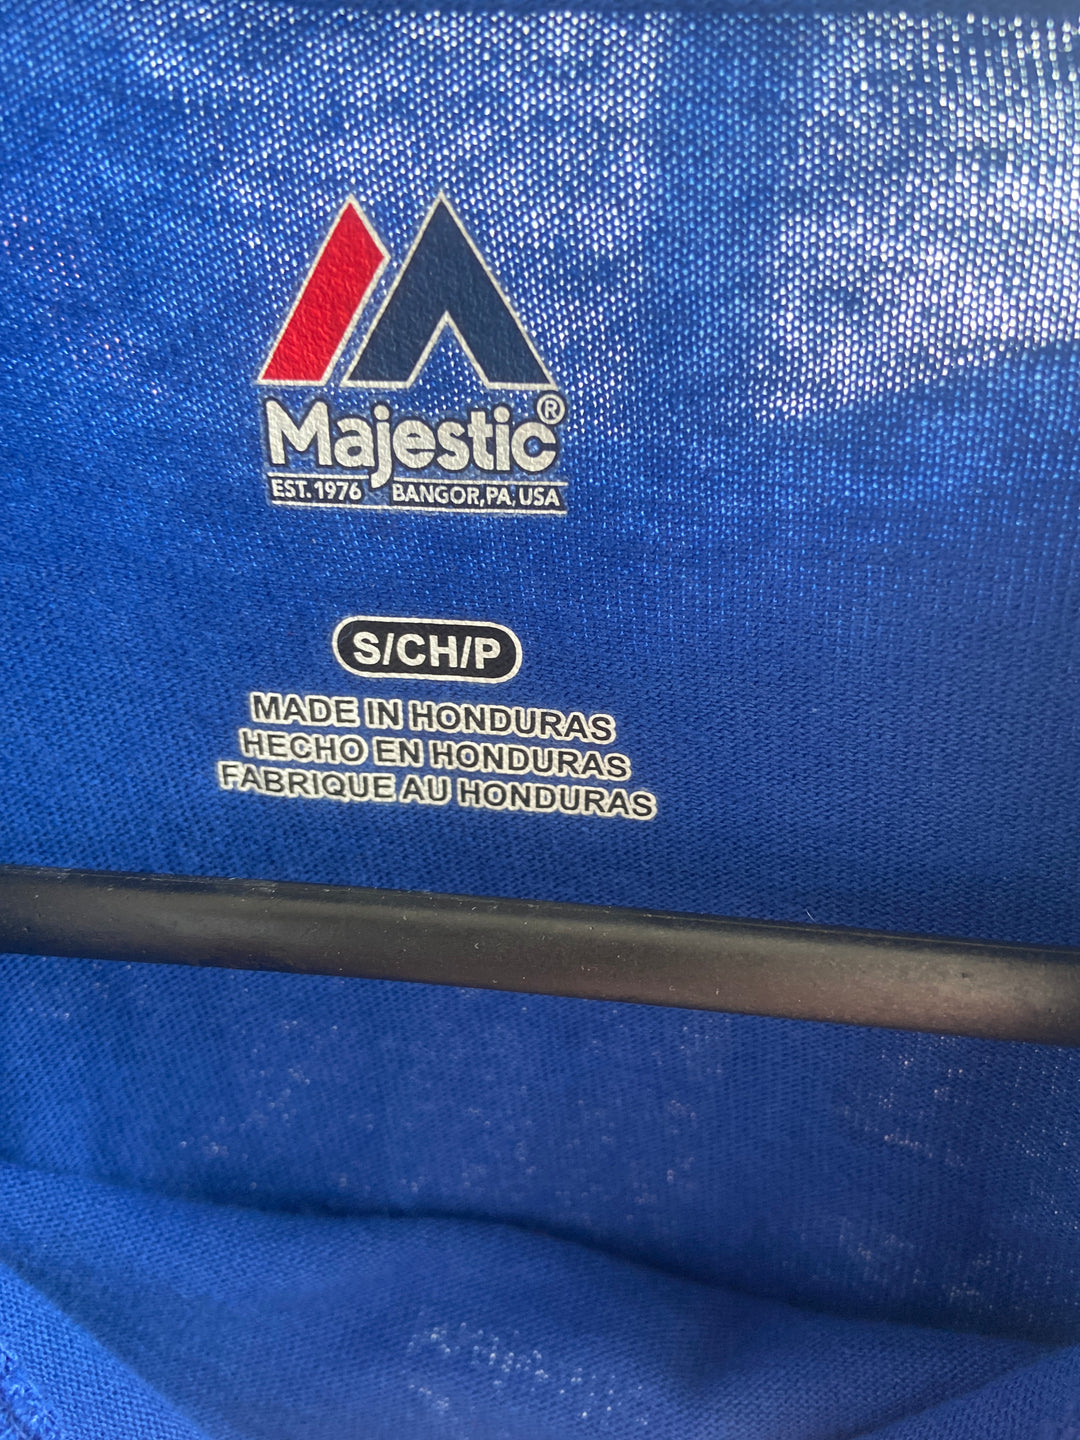 Majestic®
EST. 1976 BANGOR, PA, USA
S/CH/P
MADE IN HONDURAS
HECHO EN HONDURAS
FABRIQUE AU HONDURAS